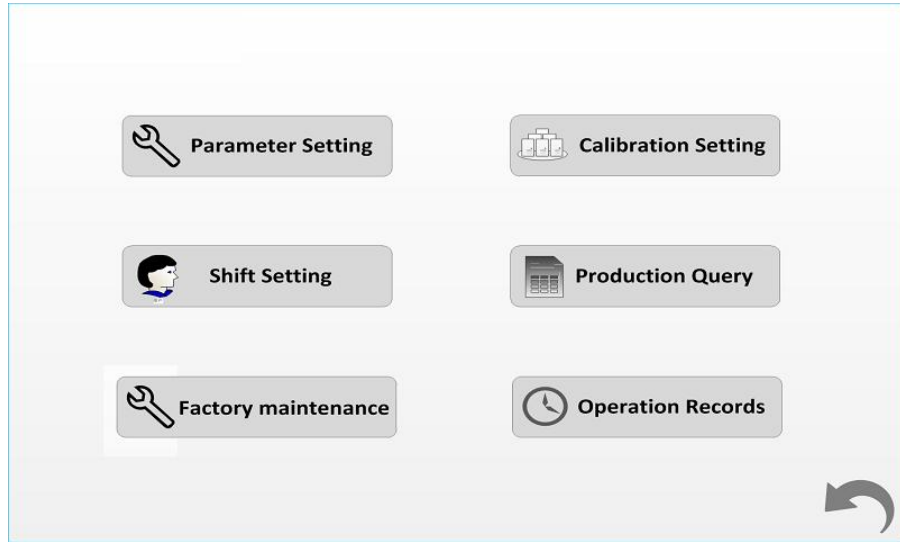 Parameter Setting
Calibration Setting
Shift Setting
Production Query
Factory maintenance
Operation Records